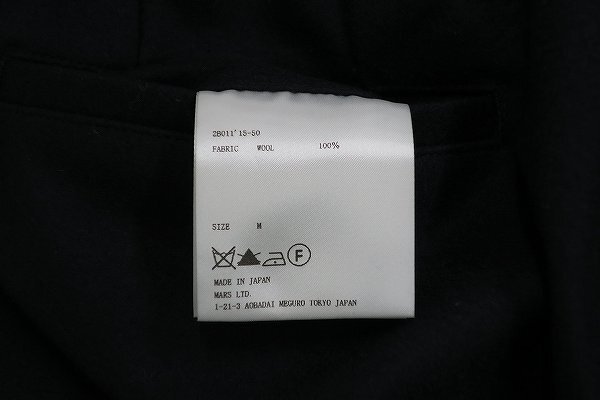 2B011'15-50
FABRIC WOOL 100%
SIZE M
F
MADE IN JAPAN
MARS LTD.
1-21-3 AOBADAI MEGURO TOKYO JAPAN